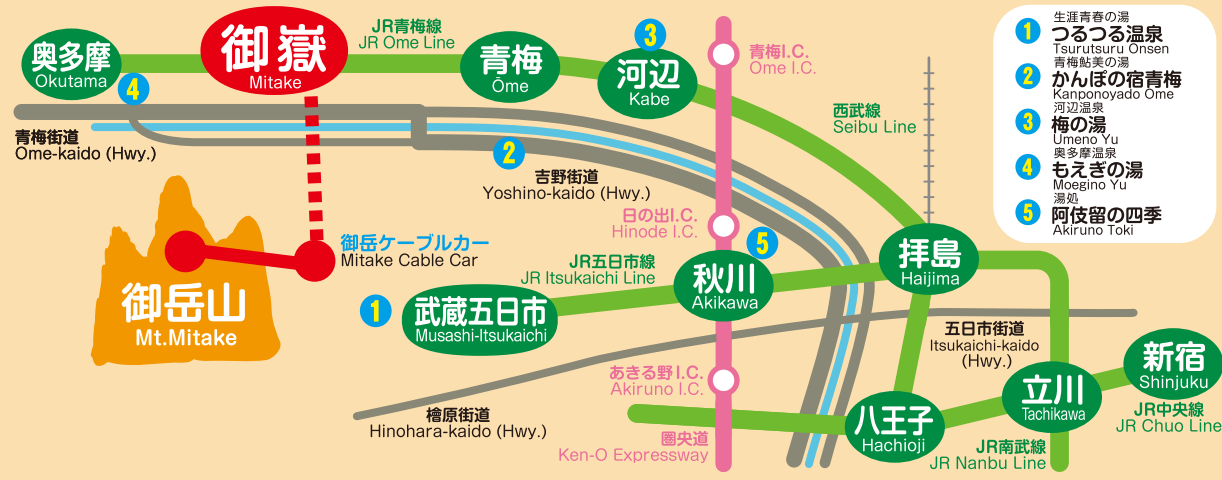 奥多摩
Okutama
御嶽
Mitake
JR青梅線
JR Ome Line
青梅
Ōme
3
河辺
Kabe
青梅I.C.
Ome I.C.
4
青梅街道
Ome-kaido (Hwy.)
2
吉野街道
Yoshino-kaido (Hwy.)
西武線
Seibu Line
日の出I.C.
Hinode I.C.
御岳ケーブルカー
Mitake Cable Car
御岳山
Mt.Mitake
5
JR五日市線
JR Itsukaichi Line
秋川
Akikawa
拝島
Haijima
1
武蔵五日市
Musashi-Itsukaichi
五日市街道
Itsukaichi-kaido
(Hwy.)
あきる野I.C.
Akiruno I.C.
檜原街道
Hinohara-kaido (Hwy.)
圏央道
Ken-O Expressway
八王子
Hachioji
立川
Tachikawa
新宿
Shinjuku
JR中央線
JR Chuo Line
JR南武線
JR Nanbu Line
1
生涯青春の湯
つるつる温泉
Tsurutsuru Onsen
2
青梅鮎美の湯
かんぽの宿青梅
Kanponoyado Ome
3
河辺温泉
梅の湯
Umeno Yu
4
奥多摩温泉
もえぎの湯
Moegino Yu
5
湯処
阿伎留の四季
Akiruno Toki